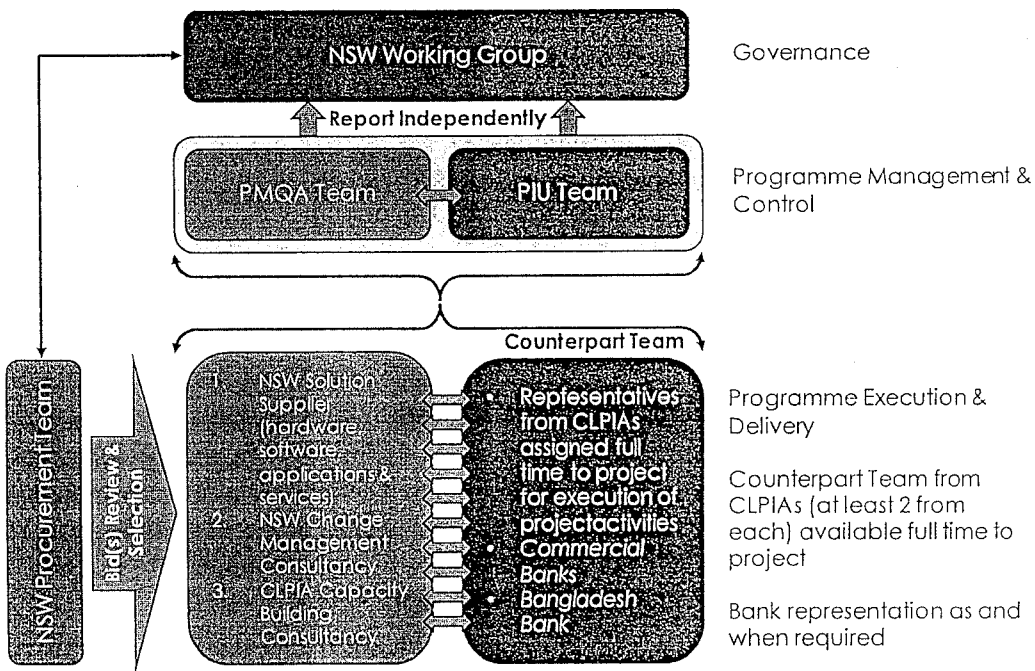 NSW Working Group
Governance
Report Independently
PMQA Team
PIU Team
Programme Management &
Control
Counterpart Team
NSW Procurement Team
Bid(s) Review &
Selection
1. NSW Solution
Supplier
(hardware,
software,
applications &
services)
2. NSW Change
Management
Consultancy
3. CLPIA Capacity
Building
Consultancy
• Representatives
from CLPIAs
assigned full
time to project
for execution of
projectactivities
• Commercial
Banks
• Bangladesh
Bank
Programme Execution &
Delivery
Counterpart Team from
CLPIAs (at least 2 from
each) available full time to
project
Bank representation as and
when required